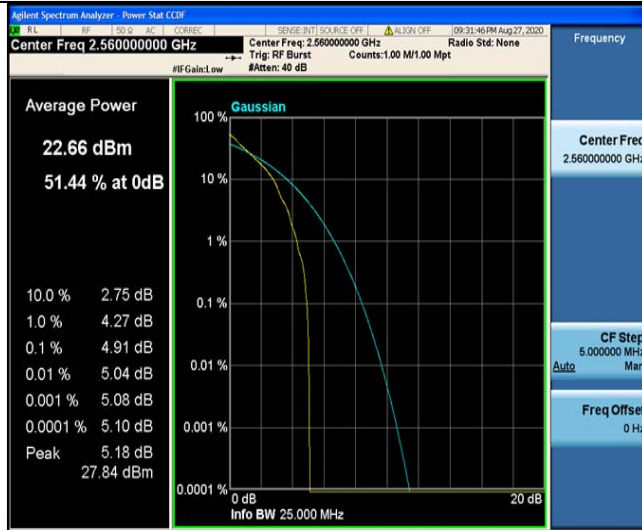 Agilent Spectrum Analyzer - Power Stat CCDF
RL RF 50 Ω AC CORREC SENSE:INT SOURCE OFF ALIGN OFF 09:31:46 PM Aug 27, 2020
Center Freq 2.560000000 GHz
Center Freq: 2.560000000 GHz Radio Std: None
Trig: RF Burst Counts:1.00 M/1.00 Mpt
#IFGain:Low #Atten: 40 dB
Frequency
Average Power
22.66 dBm
51.44 % at 0dB
10.0 % 2.75 dB
1.0 % 4.27 dB
0.1 % 4.91 dB
0.01 % 5.04 dB
0.001 % 5.08 dB
0.0001 % 5.10 dB
Peak 5.18 dB
27.84 dBm
Gaussian
100 %
10 %
1 %
0.1 %
0.01 %
0.001 %
0.0001 %
0 dB 20 dB
Info BW 25.000 MHz
Center Freq
2.560000000 GHz
CF Step
5.000000 MHz
Auto Man
Freq Offset
0 Hz